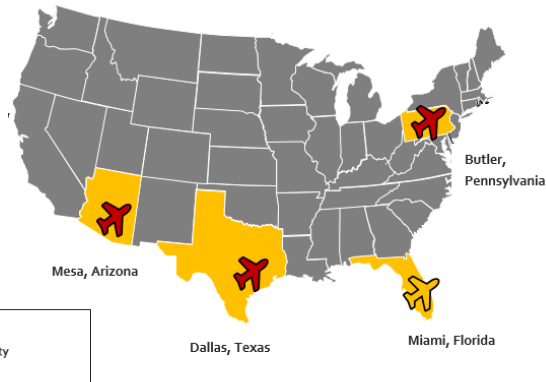 Butler,
Pennsylvania
Mesa, Arizona
Dallas, Texas
Miami, Florida